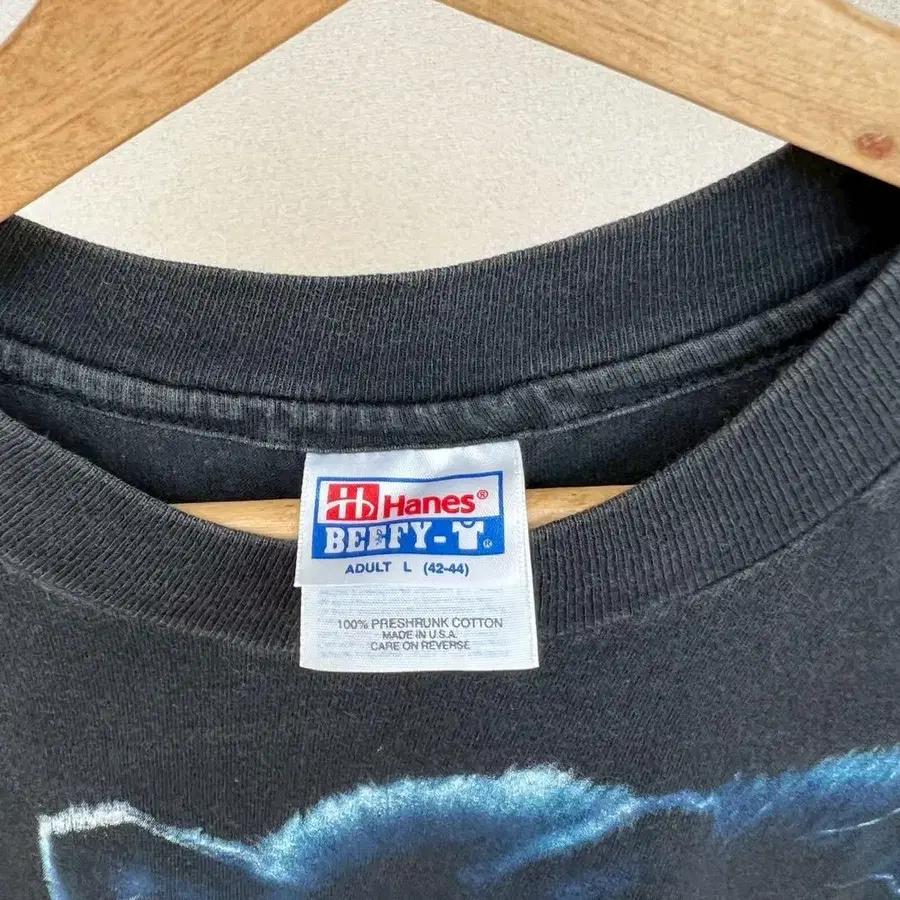 Hanes®
BEEFY-T®
ADULT L (42-44)
100% PRESHRUNK COTTON
MADE IN U.S.A.
CARE ON REVERSE